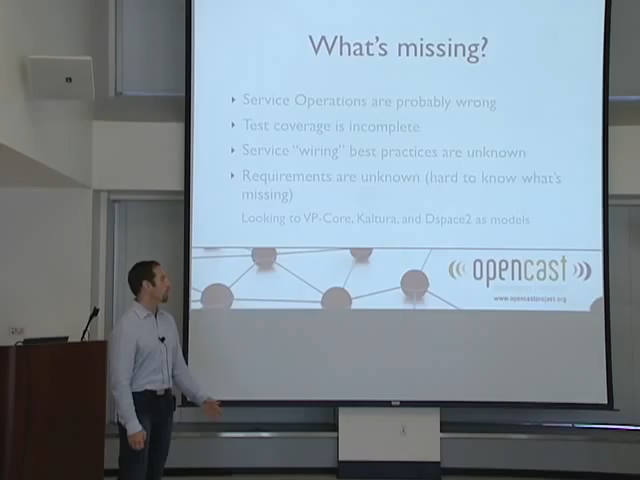 What's missing?
Service Operations are probably wrong
Test coverage is incomplete
Service "wiring" best practices are unknown
Requirements are unknown (hard to know what's
missing)
Looking to VP-Core, Kaltura, and Dspace2 as models
opencast
www.opencastproject.org